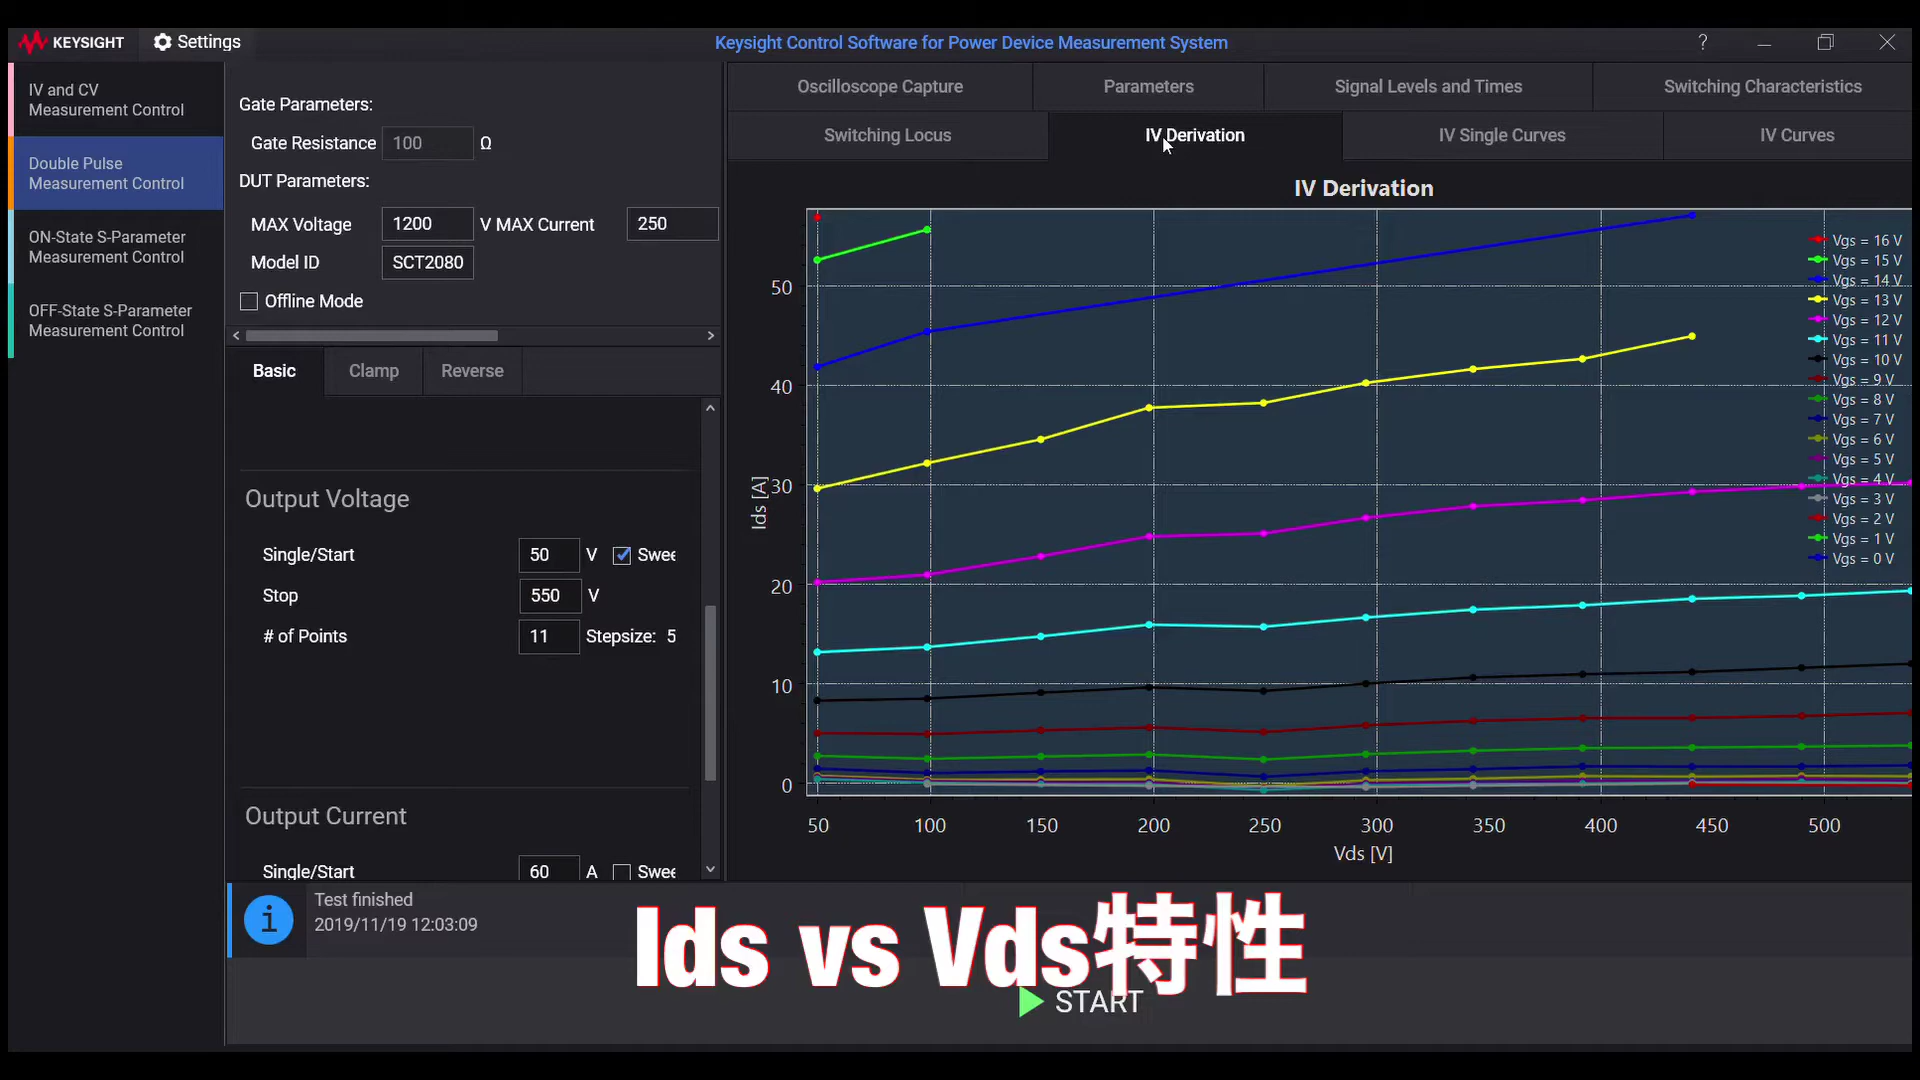 KEYSIGHT
Settings
Keysight Control Software for Power Device Measurement System
?
IV and CV
Measurement Control
Double Pulse
Measurement Control
ON-State S-Parameter
Measurement Control
OFF-State S-Parameter
Measurement Control
Gate Parameters:
Gate Resistance 100 Ω
DUT Parameters:
MAX Voltage 1200 V MAX Current 250
Model ID SCT2080
Offline Mode
Basic Clamp Reverse
Output Voltage
Single/Start 50 V Swee
Stop 550 V
# of Points 11 Stepsize: 5
Output Current
Single/Start 60 A Swee
Oscilloscope Capture Parameters Signal Levels and Times Switching Characteristics
Switching Locus IV Derivation IV Single Curves IV Curves
IV Derivation
Vgs = 16 V
Vgs = 15 V
Vgs = 14 V
Vgs = 13 V
Vgs = 12 V
Vgs = 11 V
Vgs = 10 V
Vgs = 9 V
Vgs = 8 V
Vgs = 7 V
Vgs = 6 V
Vgs = 5 V
Vgs = 4 V
Vgs = 3 V
Vgs = 2 V
Vgs = 1 V
Vgs = 0 V
50
40
30
20
10
0
Ids [A]
50 100 150 200 250 300 350 400 450 500
Vds [V]
Test finished
2019/11/19 12:03:09
Ids vs Vds特性
START